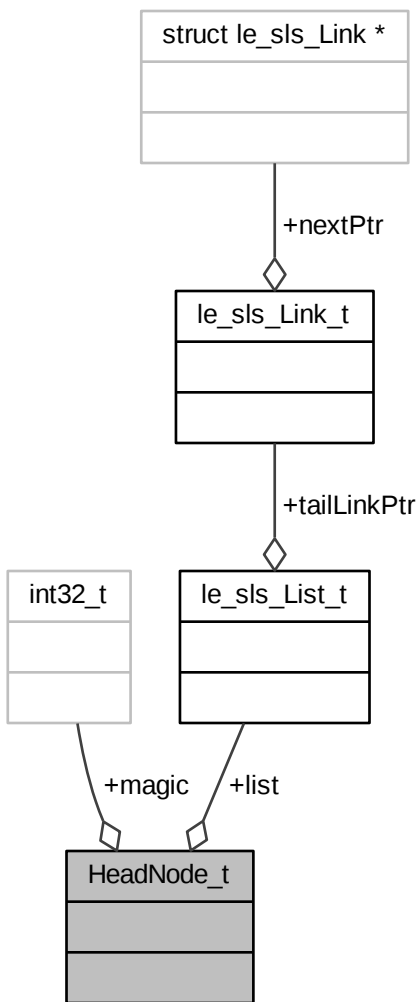 struct le_sls_Link *
+nextPtr
le_sls_Link_t
+tailLinkPtr
int32_t
le_sls_List_t
+magic
+list
HeadNode_t